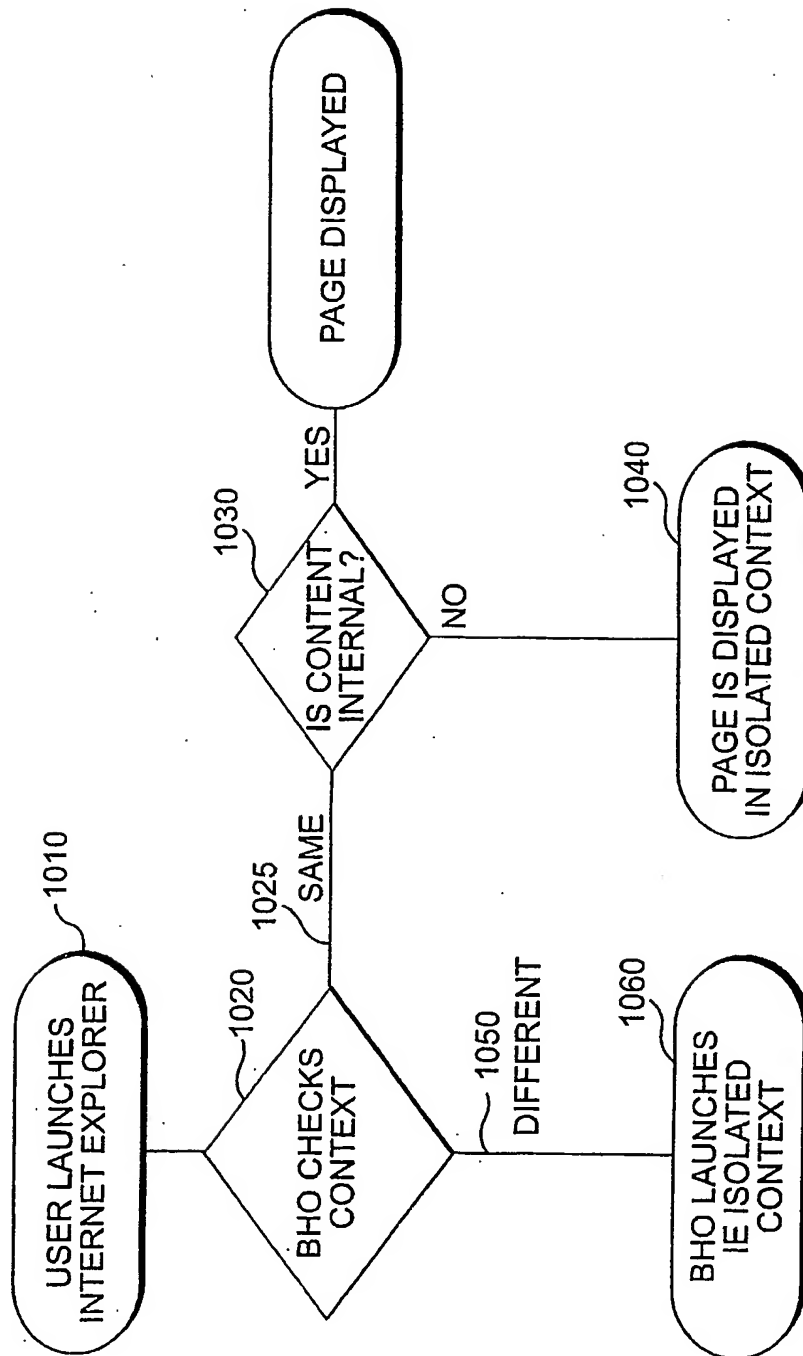 USER LAUNCHES
INTERNET EXPLORER
1010
BHO CHECKS
CONTEXT
1020
1025
SAME
IS CONTENT
INTERNAL?
1030
YES
PAGE DISPLAYED
NO
PAGE IS DISPLAYED
IN ISOLATED CONTEXT
1040
1050
DIFFERENT
BHO LAUNCHES
IE ISOLATED
CONTEXT
1060